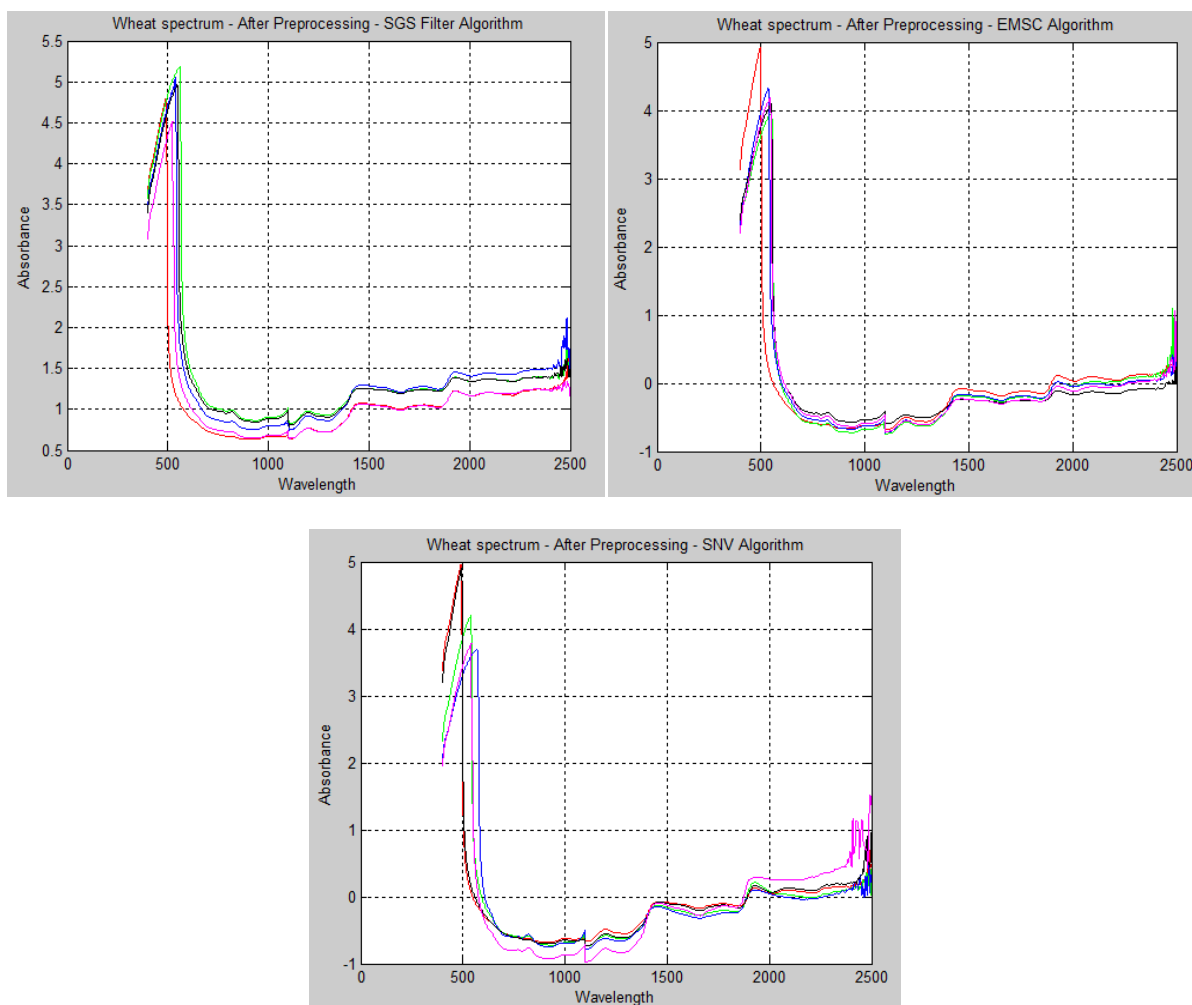 Wheat spectrum - After Preprocessing - SGS Filter Algorithm
5.5
5
4.5
4
3.5
3
2.5
2
1.5
1
0.5
Absorbance
0 500 1000 1500 2000 2500
Wavelength
Wheat spectrum - After Preprocessing - EMSC Algorithm
5
4
3
2
1
0
-1
Absorbance
0 500 1000 1500 2000 2500
Wavelength
Wheat spectrum - After Preprocessing - SNV Algorithm
5
4
3
2
1
0
-1
Absorbance
0 500 1000 1500 2000 2500
Wavelength